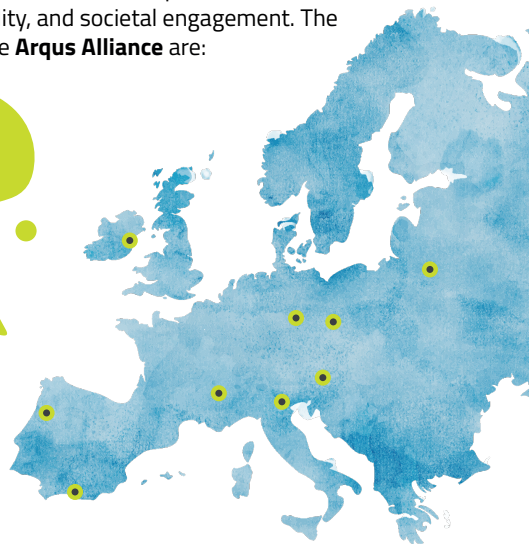 ity, and societal engagement. The
e Arqus Alliance are: